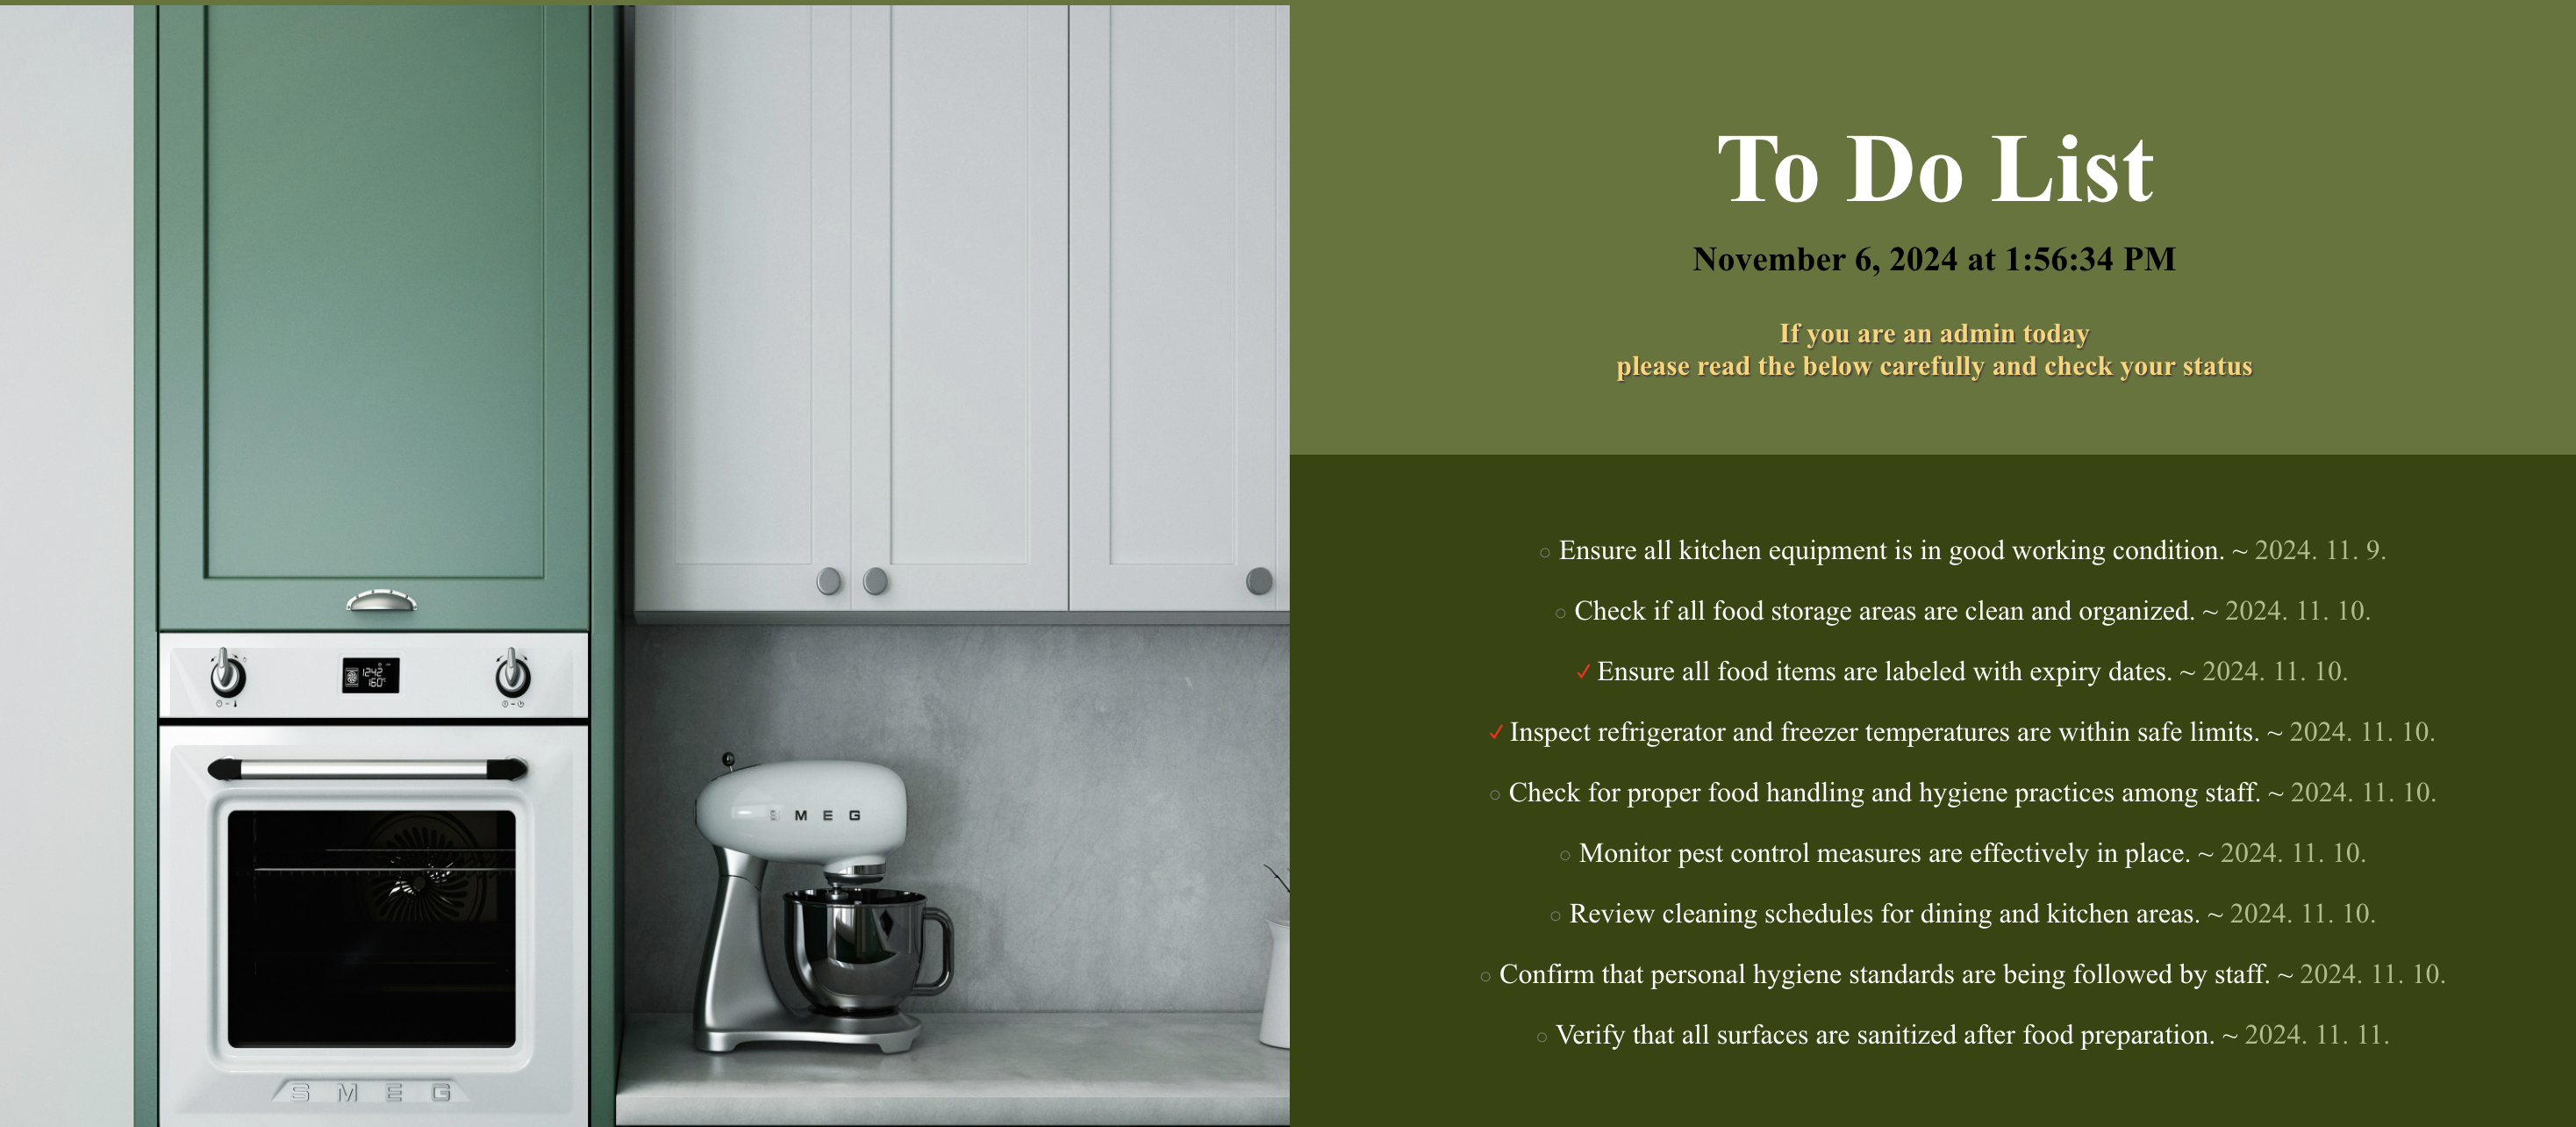 To Do List
November 6, 2024 at 1:56:34 PM
If you are an admin today
please read the below carefully and check your status
○ Ensure all kitchen equipment is in good working condition. ~ 2024. 11. 9.
○ Check if all food storage areas are clean and organized. ~ 2024. 11. 10.
✓ Ensure all food items are labeled with expiry dates. ~ 2024. 11. 10.
✓ Inspect refrigerator and freezer temperatures are within safe limits. ~ 2024. 11. 10.
○ Check for proper food handling and hygiene practices among staff. ~ 2024. 11. 10.
○ Monitor pest control measures are effectively in place. ~ 2024. 11. 10.
○ Review cleaning schedules for dining and kitchen areas. ~ 2024. 11. 10.
○ Confirm that personal hygiene standards are being followed by staff. ~ 2024. 11. 10.
○ Verify that all surfaces are sanitized after food preparation. ~ 2024. 11. 11.
1242
160°
SMEG
SMEG